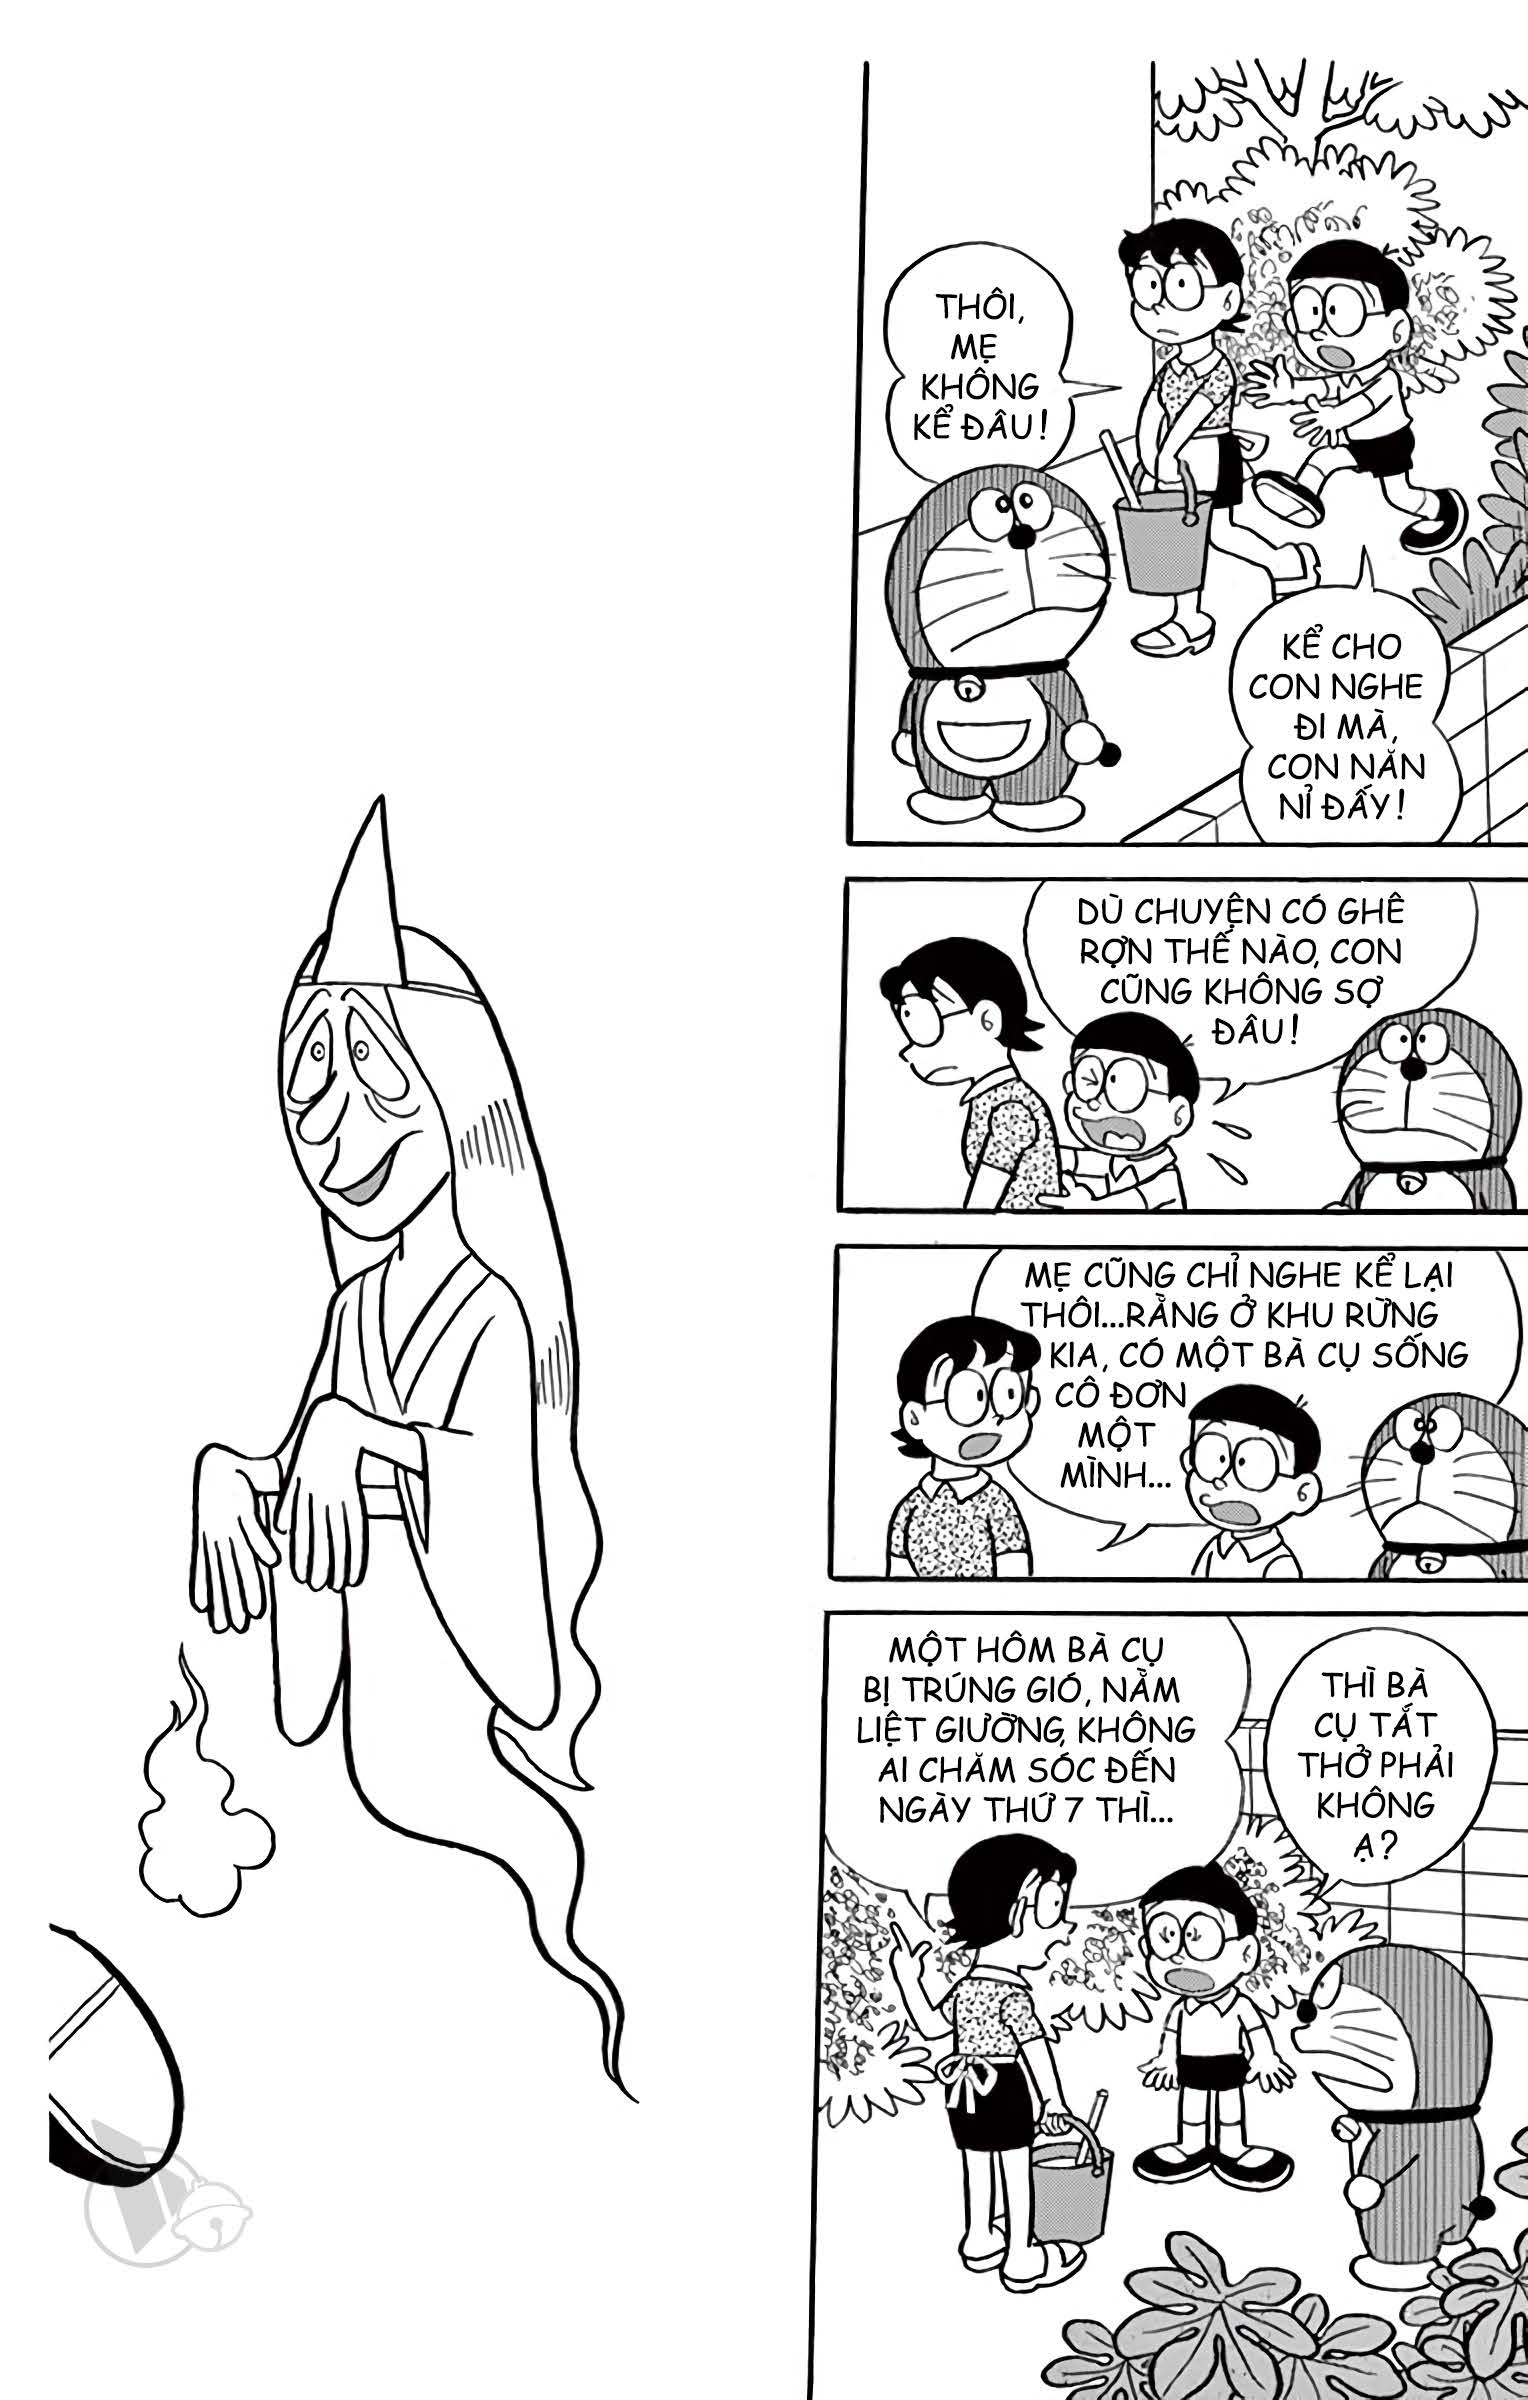 THÔI,
MẸ
KHÔNG
KỂ ĐÂU!
KỂ CHO
CON NGHE
ĐI MÀ,
CON NĂN
NỈ ĐẤY!
DÙ CHUYỆN CÓ GHÊ
RỢN THẾ NÀO, CON
CŨNG KHÔNG SỢ
ĐÂU!
MẸ CŨNG CHỈ NGHE KỂ LẠI
THÔI...RẰNG Ở KHU RỪNG
KIA, CÓ MỘT BÀ CỤ SỐNG
CÔ ĐƠN
MỘT
MÌNH...
MỘT HÔM BÀ CỤ
BỊ TRÚNG GIÓ, NẰM
LIỆT GIƯỜNG, KHÔNG
AI CHĂM SÓC ĐẾN
NGÀY THỨ 7 THÌ...
THÌ BÀ
CỤ TẮT
THỞ PHẢI
KHÔNG
Ạ?